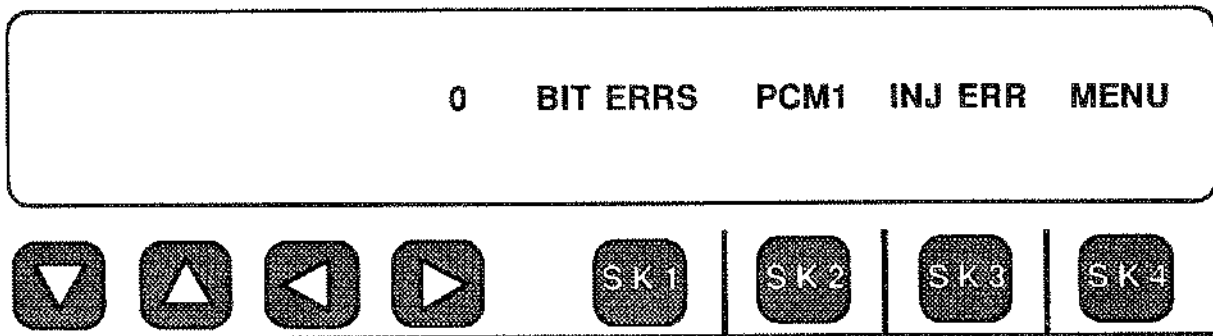 0 BIT ERRS PCM1 INJ ERR MENU
SK1 SK2 SK3 SK4